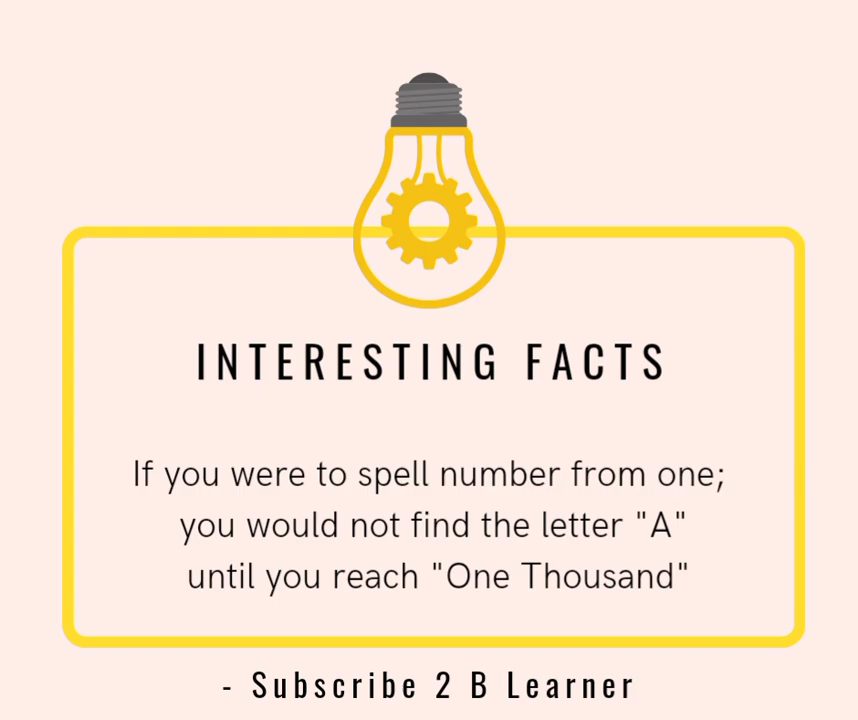 INTERESTING FACTS
If you were to spell number from one;
you would not find the letter "A"
until you reach "One Thousand"
- Subscribe 2 B Learner